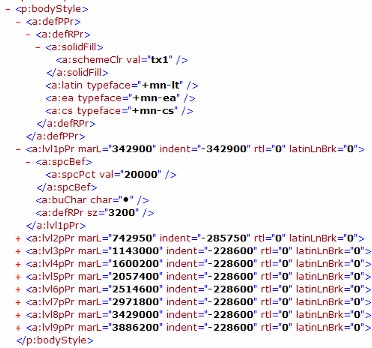 - <p:bodyStyle>
- <a:defPPr>
- <a:defRPr>
- <a:solidFill>
<a:schemeClr val="tx1" />
</a:solidFill>
<a:latin typeface="+mn-lt" />
<a:ea typeface="+mn-ea" />
<a:cs typeface="+mn-cs" />
</a:defRPr>
</a:defPPr>
- <a:lvl1pPr marL="342900" indent="-342900" rtl="0" latinLnBrk="0">
- <a:spcBef>
<a:spcPct val="20000" />
</a:spcBef>
<a:buChar char="•" />
<a:defRPr sz="3200" />
</a:lvl1pPr>
+ <a:lvl2pPr marL="742950" indent="-285750" rtl="0" latinLnBrk="0">
+ <a:lvl3pPr marL="1143000" indent="-228600" rtl="0" latinLnBrk="0">
+ <a:lvl4pPr marL="1600200" indent="-228600" rtl="0" latinLnBrk="0">
+ <a:lvl5pPr marL="2057400" indent="-228600" rtl="0" latinLnBrk="0">
+ <a:lvl6pPr marL="2514600" indent="-228600" rtl="0" latinLnBrk="0">
+ <a:lvl7pPr marL="2971800" indent="-228600" rtl="0" latinLnBrk="0">
+ <a:lvl8pPr marL="3429000" indent="-228600" rtl="0" latinLnBrk="0">
+ <a:lvl9pPr marL="3886200" indent="-228600" rtl="0" latinLnBrk="0">
</p:bodyStyle>